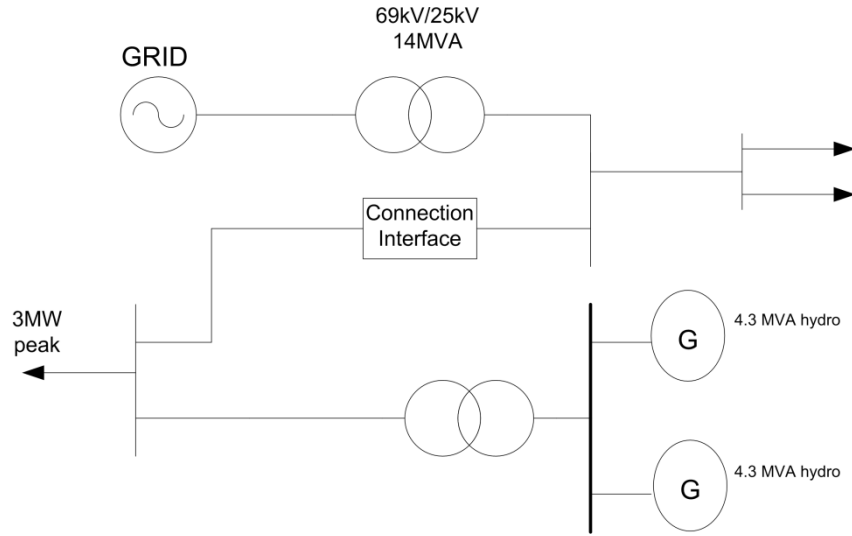 69kV/25kV
14MVA
GRID
Connection
Interface
3MW
peak
G
4.3 MVA hydro
G
4.3 MVA hydro